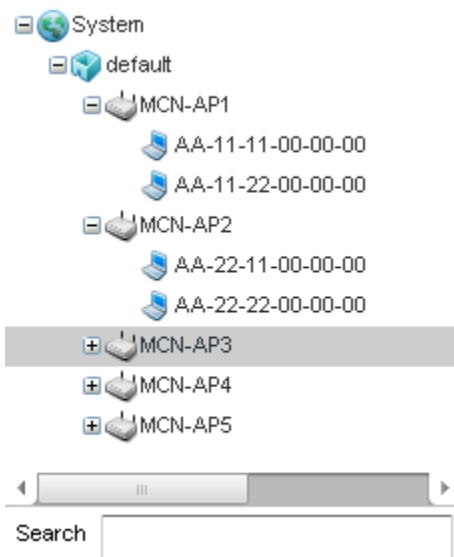 System
default
MCN-AP1
AA-11-11-00-00-00
AA-11-22-00-00-00
MCN-AP2
AA-22-11-00-00-00
AA-22-22-00-00-00
MCN-AP3
MCN-AP4
MCN-AP5
Search